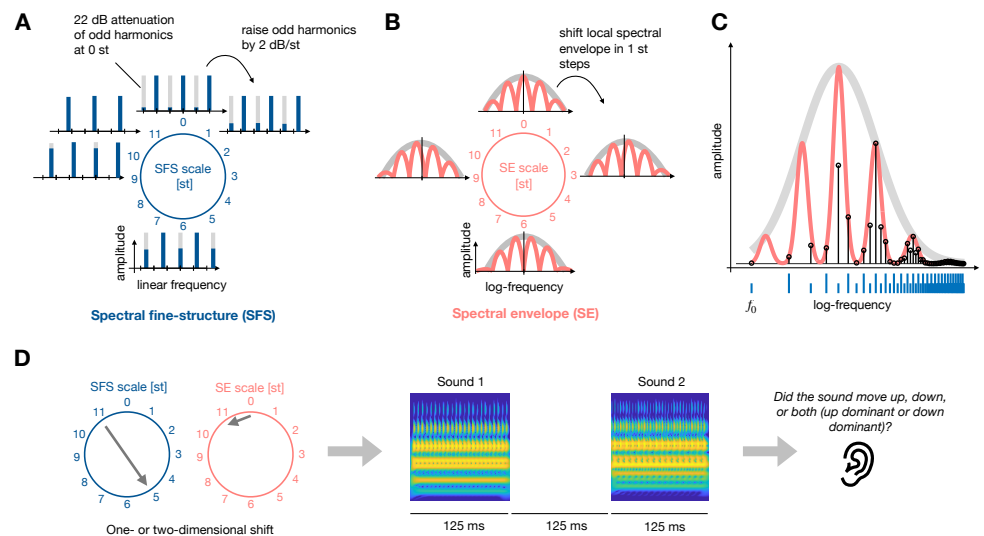 A
22 dB attenuation
of odd harmonics
at 0 st
raise odd harmonics
by 2 dB/st
0
1
2
3
4
5
6
7
8
9
10
11
SFS scale
[st]
amplitude
linear frequency
Spectral fine-structure (SFS)
B
shift local spectral
envelope in 1 st
steps
0
1
2
3
4
5
6
7
8
9
10
11
SE scale
[st]
amplitude
log-frequency
Spectral envelope (SE)
C
amplitude
f0
log-frequency
D
SFS scale [st]
0
1
2
3
4
5
6
7
8
9
10
11
SE scale [st]
0
1
2
3
4
5
6
7
8
9
10
11
One- or two-dimensional shift
Sound 1
Sound 2
125 ms
125 ms
125 ms
Did the sound move up, down,
or both (up dominant or down
dominant)?